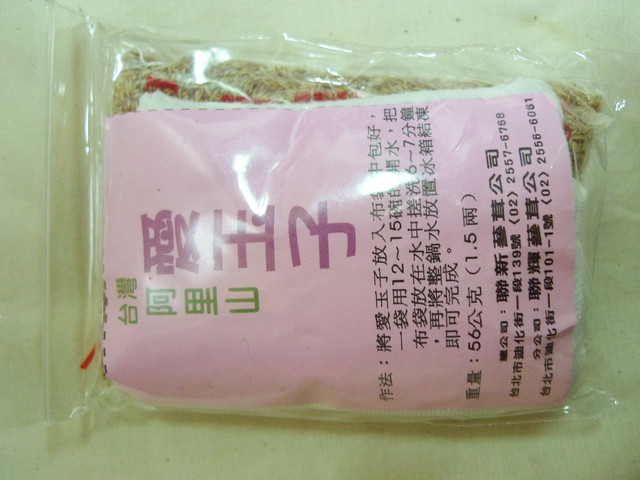 台灣
阿里山
愛玉子
作法：將愛玉子放入布袋中包好，
一袋用12~15碗的開水，把
布袋放在水中搓洗6~7分鐘
，再將整鍋水放置冰箱結凍
即可完成。
重量：56公克（1.5兩）
總公司：聯新蔘茸公司
台北市迪化街一段139號〈02〉2557-6768
分公司：聯輝蔘茸公司
台北市迪化街一段101-1號〈02〉2556-6061